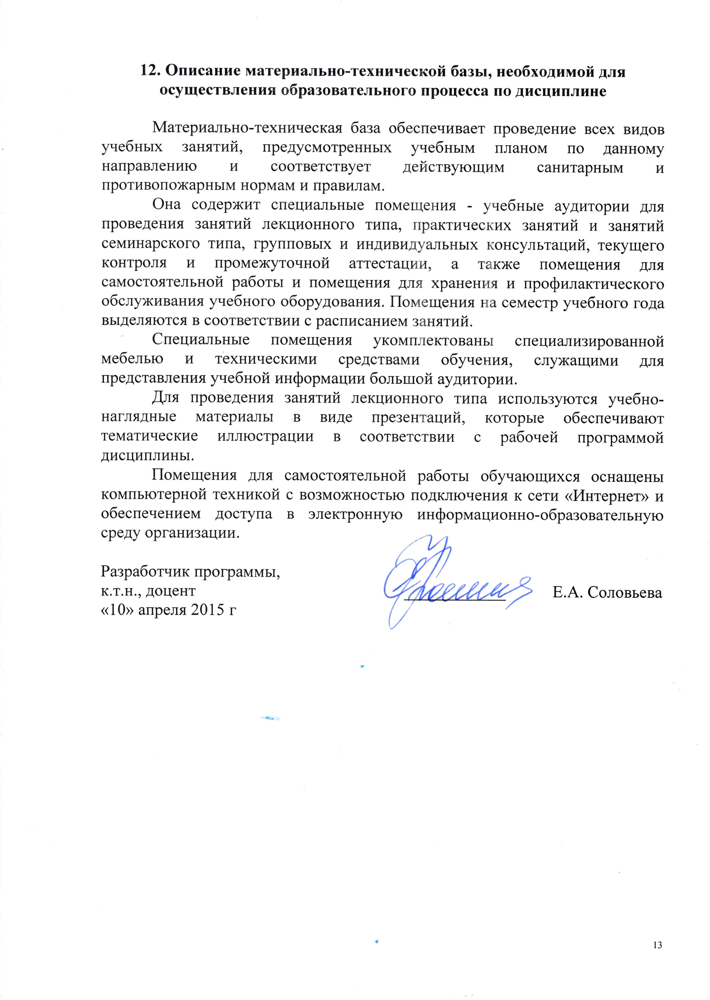 12. Описание материально-технической базы, необходимой для
осуществления образовательного процесса по дисциплине
Материально-техническая база обеспечивает проведение всех видов
учебных занятий, предусмотренных учебным планом по данному
направлению и соответствует действующим санитарным и
противопожарным нормам и правилам.
Она содержит специальные помещения - учебные аудитории для
проведения занятий лекционного типа, практических занятий и занятий
семинарского типа, групповых и индивидуальных консультаций, текущего
контроля и промежуточной аттестации, а также помещения для
самостоятельной работы и помещения для хранения и профилактического
обслуживания учебного оборудования. Помещения на семестр учебного года
выделяются в соответствии с расписанием занятий.
Специальные помещения укомплектованы специализированной
мебелью и техническими средствами обучения, служащими для
представления учебной информации большой аудитории.
Для проведения занятий лекционного типа используются учебно-
наглядные материалы в виде презентаций, которые обеспечивают
тематические иллюстрации в соответствии с рабочей программой
дисциплины.
Помещения для самостоятельной работы обучающихся оснащены
компьютерной техникой с возможностью подключения к сети «Интернет» и
обеспечением доступа в электронную информационно-образовательную
среду организации.
Разработчик программы,
к.т.н., доцент Е.А. Соловьева
«10» апреля 2015 г
13